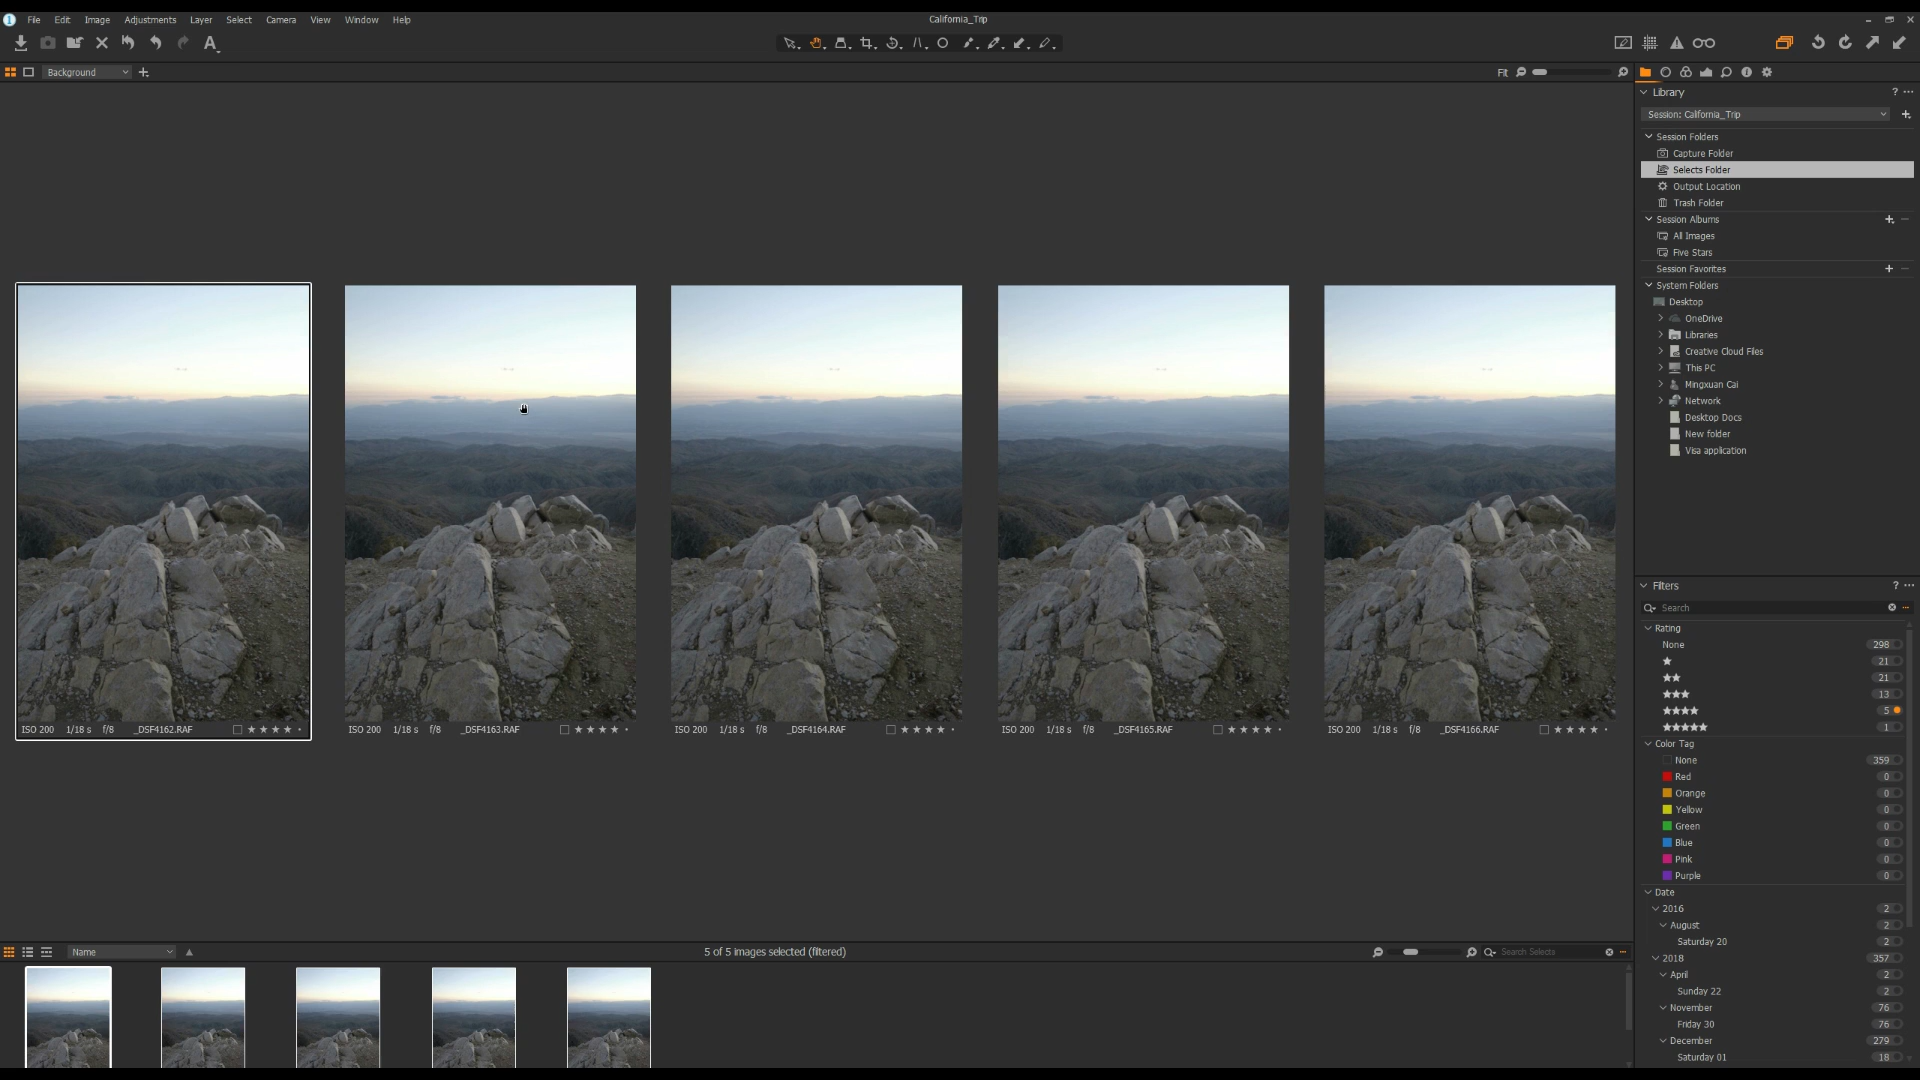 File Edit Image Adjustments Layer Select Camera View Window Help
California_Trip
Background
Fit
Library
Session: California_Trip
Session Folders
Capture Folder
Selects Folder
Output Location
Trash Folder
Session Albums
All Images
Five Stars
Session Favorites
System Folders
Desktop
OneDrive
Libraries
Creative Cloud Files
This PC
Mingxuan Cai
Network
Desktop Docs
New folder
Visa application
ISO 200 1/18 s f/8 _DSF4162.RAF
ISO 200 1/18 s f/8 _DSF4163.RAF
ISO 200 1/18 s f/8 _DSF4164.RAF
ISO 200 1/18 s f/8 _DSF4165.RAF
ISO 200 1/18 s f/8 _DSF4166.RAF
Filters
Search
Rating
None 298
21
21
13
5
1
Color Tag
None 359
Red 0
Orange 0
Yellow 0
Green 0
Blue 0
Pink 0
Purple 0
Date
2016 2
August 2
Saturday 20 2
2018 357
April 2
Sunday 22 2
November 76
Friday 30 76
December 279
Saturday 01 18
Name
5 of 5 images selected (filtered)
Search Selects